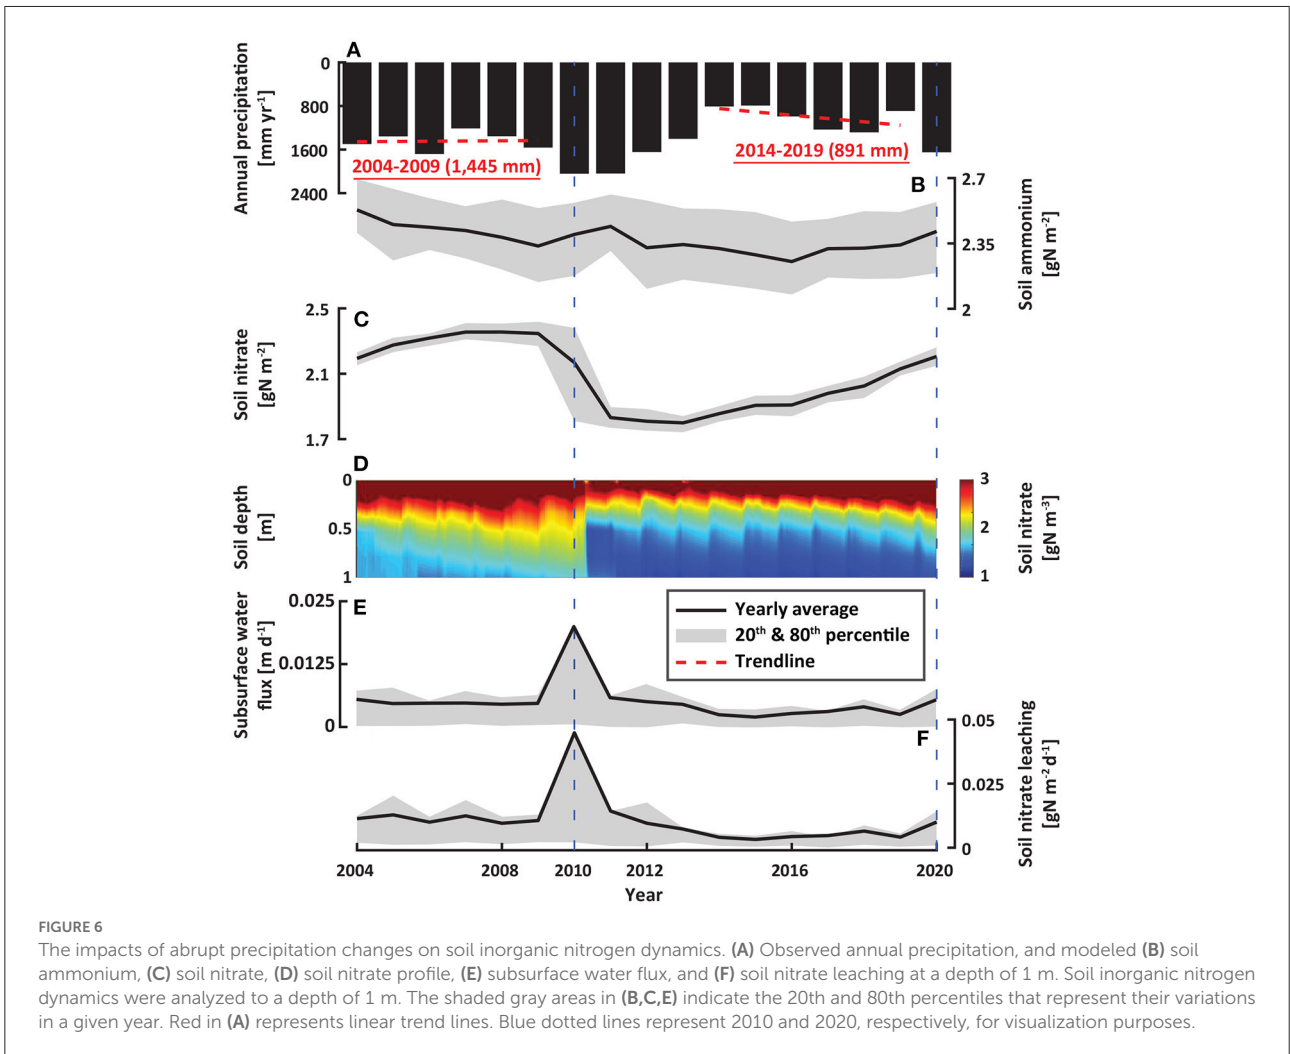 A
Annual precipitation
[mm yr-1]
0
800
1600
2400
2004-2009 (1,445 mm)
2014-2019 (891 mm)
B
2.7
2.35
2
Soil ammonium
[gN m-2]
C
Soil nitrate
[gN m-2]
2.5
2.1
1.7
D
Soil depth
[m]
0
0.5
1
3
2
1
Soil nitrate
[gN m-3]
E
Subsurface water
flux [m d-1]
0.025
0.0125
0
Yearly average
20th & 80th percentile
Trendline
F
0.05
0.025
0
Soil nitrate leaching
[gN m-2 d-1]
2004 2008 2010 2012 2016 2020
Year
FIGURE 6
The impacts of abrupt precipitation changes on soil inorganic nitrogen dynamics. (A) Observed annual precipitation, and modeled (B) soil
ammonium, (C) soil nitrate, (D) soil nitrate profile, (E) subsurface water flux, and (F) soil nitrate leaching at a depth of 1 m. Soil inorganic nitrogen
dynamics were analyzed to a depth of 1 m. The shaded gray areas in (B,C,E) indicate the 20th and 80th percentiles that represent their variations
in a given year. Red in (A) represents linear trend lines. Blue dotted lines represent 2010 and 2020, respectively, for visualization purposes.